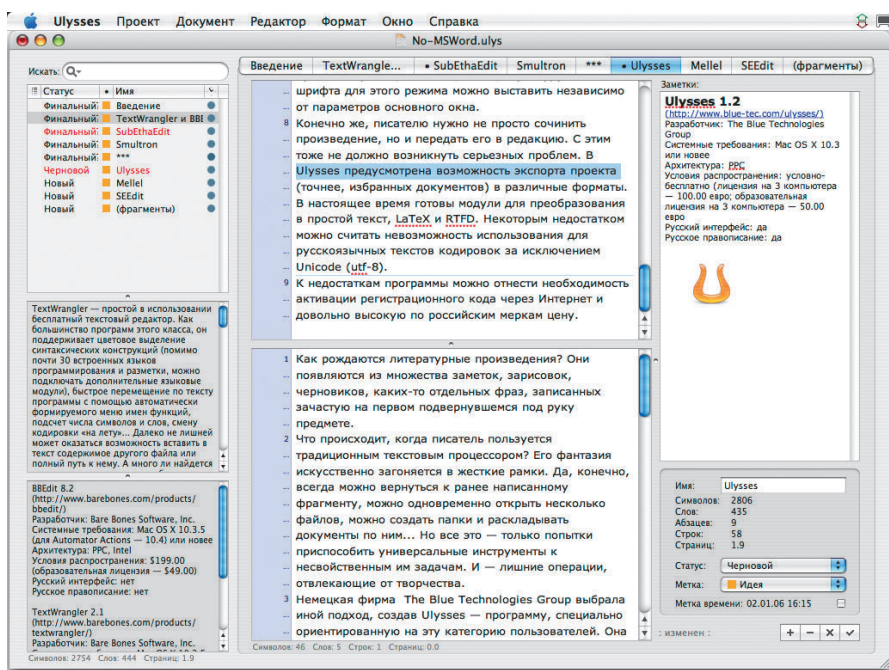 Ulysses Проект Документ Редактор Формат Окно Справка
No-MSWord.ulys
Искать:
Введение TextWrangle... • SubEthaEdit Smultron *** • Ulysses Mellel SEEdit (фрагменты)
Статус • Имя
Финальный: Введение
Финальный: TextWrangler и BBE
Финальный: SubEthaEdit
Финальный: Smultron
Финальный: ***
Черновой Ulysses
Новый Mellel
Новый SEEdit
Новый (фрагменты)
TextWrangler — простой в использовании
бесплатный текстовый редактор. Как
большинство программ этого класса, он
поддерживает цветовое выделение
синтаксических конструкций (помимо
почти 30 встроенных языков
программирования и разметки, можно
подключать дополнительные языковые
модули), быстрое перемещение по тексту
программы с помощью автоматически
формируемого меню имен функций,
подсчет числа символов и слов, смену
кодировки «на лету»... Далеко не лишней
может оказаться возможность вставить в
текст содержимое другого файла или
полный путь к нему. А много ли найдется
BBEdit 8.2
(http://www.barebones.com/products/
bbedit/)
Разработчик: Bare Bones Software, Inc.
Системные требования: Mac OS X 10.3.5
(для Automator Actions — 10.4) или новее
Архитектура: PPC, Intel
Условия распространения: $199.00
(образовательная лицензия — $49.00)
Русский интерфейс: нет
Русское правописание: нет
TextWrangler 2.1
(http://www.barebones.com/products/
textwrangler/)
Разработчик: Bare Bones Software, Inc.
Символов: 2754 Слов: 444 Страниц: 1.9
шрифта для этого режима можно выставить независимо
от параметров основного окна.
8 Конечно же, писателю нужно не просто сочинить
произведение, но и передать его в редакцию. С этим
тоже не должно возникнуть серьезных проблем. В
Ulysses предусмотрена возможность экспорта проекта
(точнее, избранных документов) в различные форматы.
В настоящее время готовы модули для преобразования
в простой текст, LaTeX и RTFD. Некоторым недостатком
можно считать невозможность использования для
русскоязычных текстов кодировок за исключением
Unicode (utf-8).
9 К недостаткам программы можно отнести необходимость
активации регистрационного кода через Интернет и
довольно высокую по российским меркам цену.
1 Как рождаются литературные произведения? Они
появляются из множества заметок, зарисовок,
черновиков, каких-то отдельных фраз, записанных
зачастую на первом подвернувшемся под руку
предмете.
2 Что происходит, когда писатель пользуется
традиционным текстовым процессором? Его фантазия
искусственно загоняется в жесткие рамки. Да, конечно,
всегда можно вернуться к ранее написанному
фрагменту, можно одновременно открыть несколько
файлов, можно создать папки и раскладывать
документы по ним... Но все это — только попытки
приспособить универсальные инструменты к
несвойственным им задачам. И — лишние операции,
отвлекающие от творчества.
3 Немецкая фирма The Blue Technologies Group выбрала
иной подход, создав Ulysses — программу, специально
ориентированную на эту категорию пользователей. Она
Символов: 46 Слов: 5 Строк: 1 Страниц: 0.0
Заметки:
Ulysses 1.2
(http://www.blue-tec.com/ulysses/)
Разработчик: The Blue Technologies
Group
Системные требования: Mac OS X 10.3
или новее
Архитектура: PPC
Условия распространения: условно-
бесплатно (лицензия на 3 компьютера
— 100.00 евро; образовательная
лицензия на 3 компьютера — 50.00
евро
Русский интерфейс: да
Русское правописание: да
Имя: Ulysses
Символов: 2806
Слов: 435
Абзацев: 9
Строк: 58
Страниц: 1.9
Статус: Черновой
Метка: Идея
Метка времени: 02.01.06 16:15
: изменен :